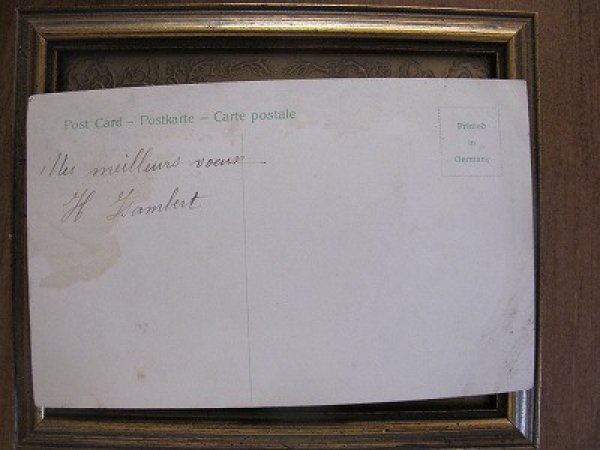 Post Card – Postkarte – Carte postale
Printed
in
Germany
Mes meilleurs voeux
H Lambert